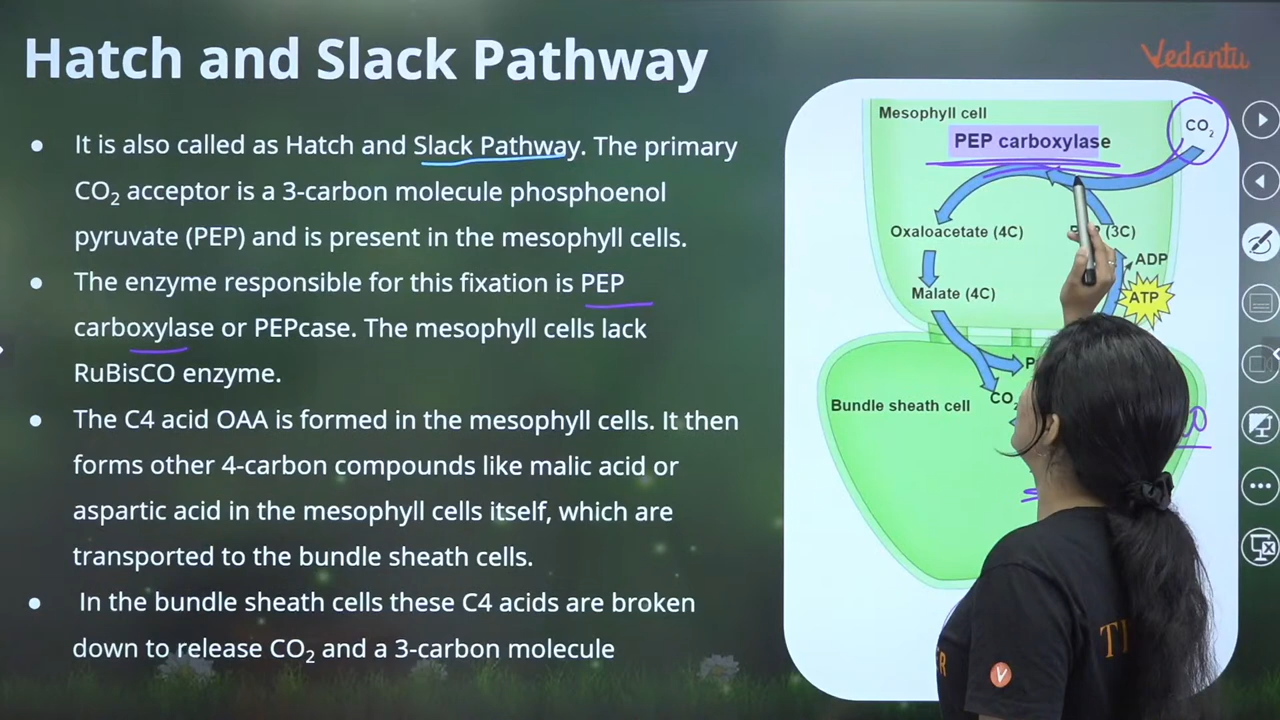 Hatch and Slack Pathway
Vedantu
• It is also called as Hatch and Slack Pathway. The primary
CO₂ acceptor is a 3-carbon molecule phosphoenol
pyruvate (PEP) and is present in the mesophyll cells.
• The enzyme responsible for this fixation is PEP
carboxylase or PEPcase. The mesophyll cells lack
RuBisCO enzyme.
• The C4 acid OAA is formed in the mesophyll cells. It then
forms other 4-carbon compounds like malic acid or
aspartic acid in the mesophyll cells itself, which are
transported to the bundle sheath cells.
• In the bundle sheath cells these C4 acids are broken
down to release CO₂ and a 3-carbon molecule
Mesophyll cell
CO₂
PEP carboxylase
Oxaloacetate (4C)
(3C)
ADP
Malate (4C)
ATP
Bundle sheath cell
CO₂
V